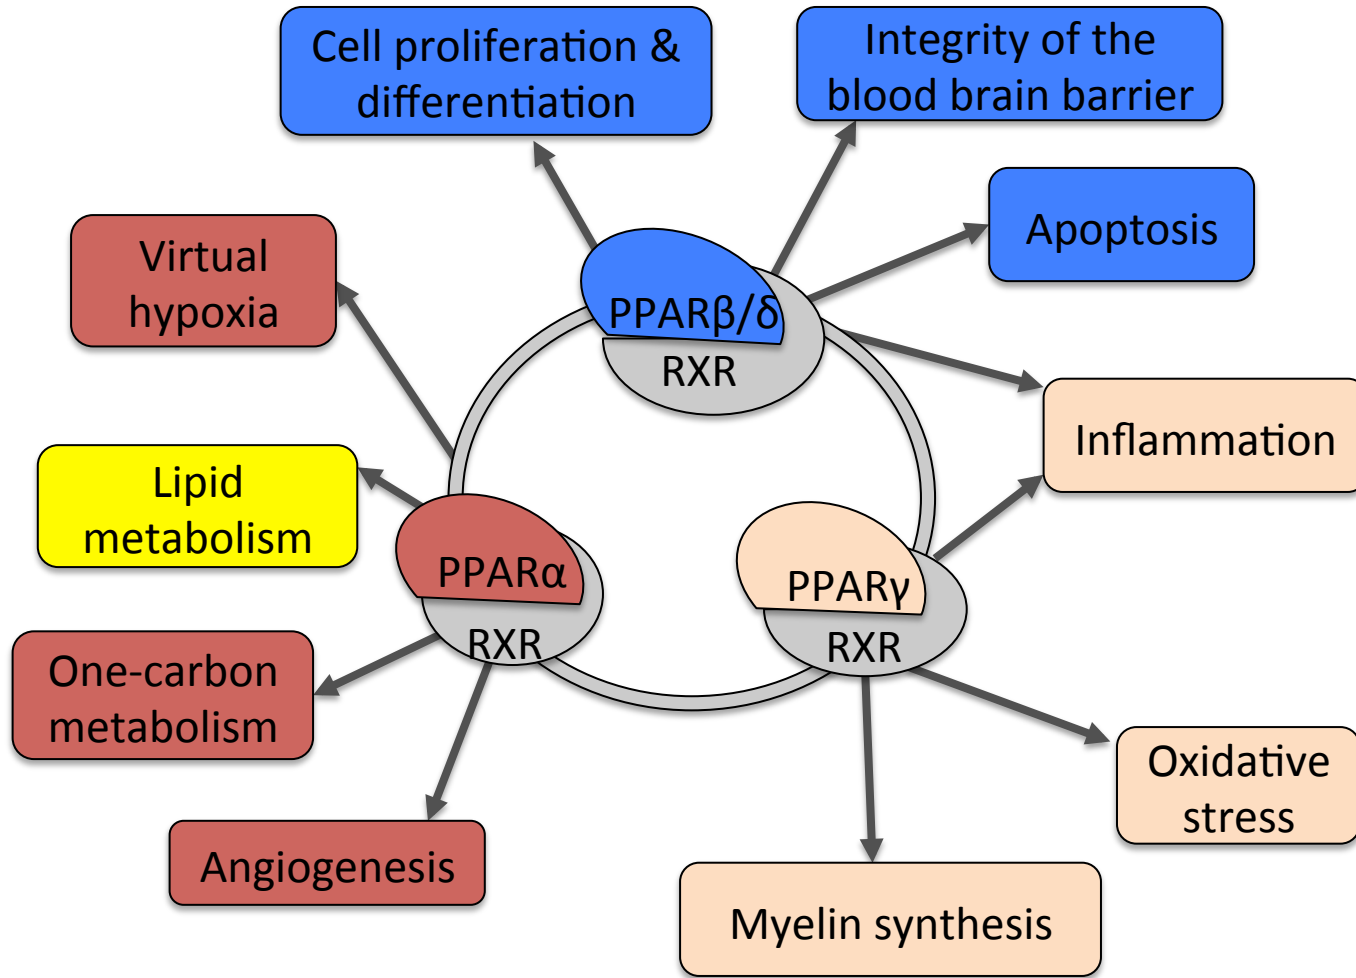 Cell proliferation &
differentiation
Integrity of the
blood brain barrier
Apoptosis
Virtual
hypoxia
PPARβ/δ
RXR
Inflammation
Lipid
metabolism
PPARα
RXR
PPARγ
RXR
One-carbon
metabolism
Oxidative
stress
Angiogenesis
Myelin synthesis